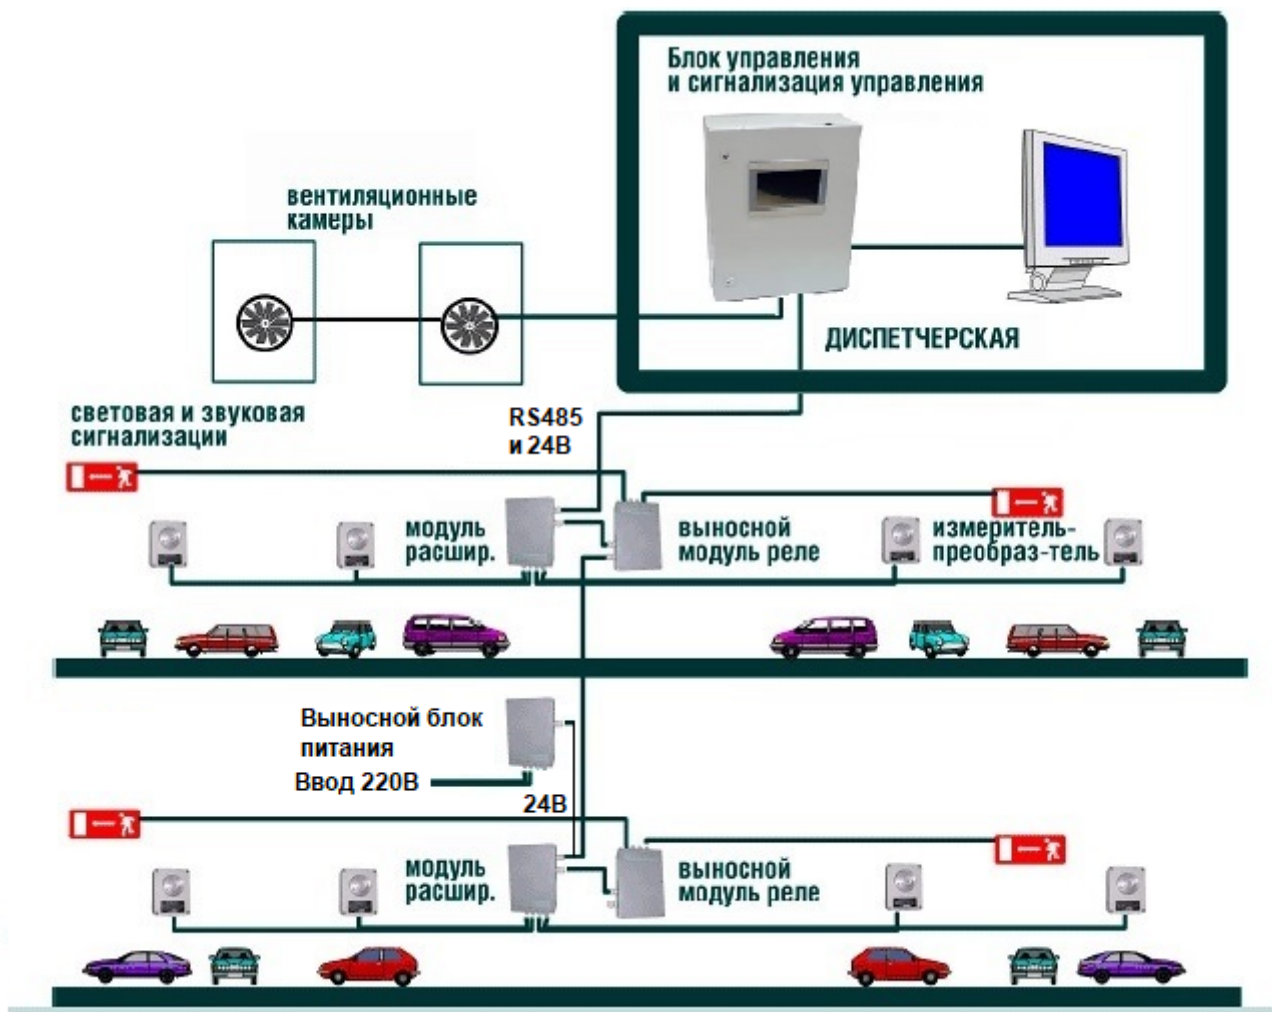 Блок управления
и сигнализация управления
вентиляционные
камеры
ДИСПЕТЧЕРСКАЯ
световая и звуковая
сигнализации
RS485
и 24В
модуль
расшир.
выносной
модуль реле
измеритель-
преобраз-тель
Выносной блок
питания
Ввод 220В
24В
модуль
расшир.
выносной
модуль реле